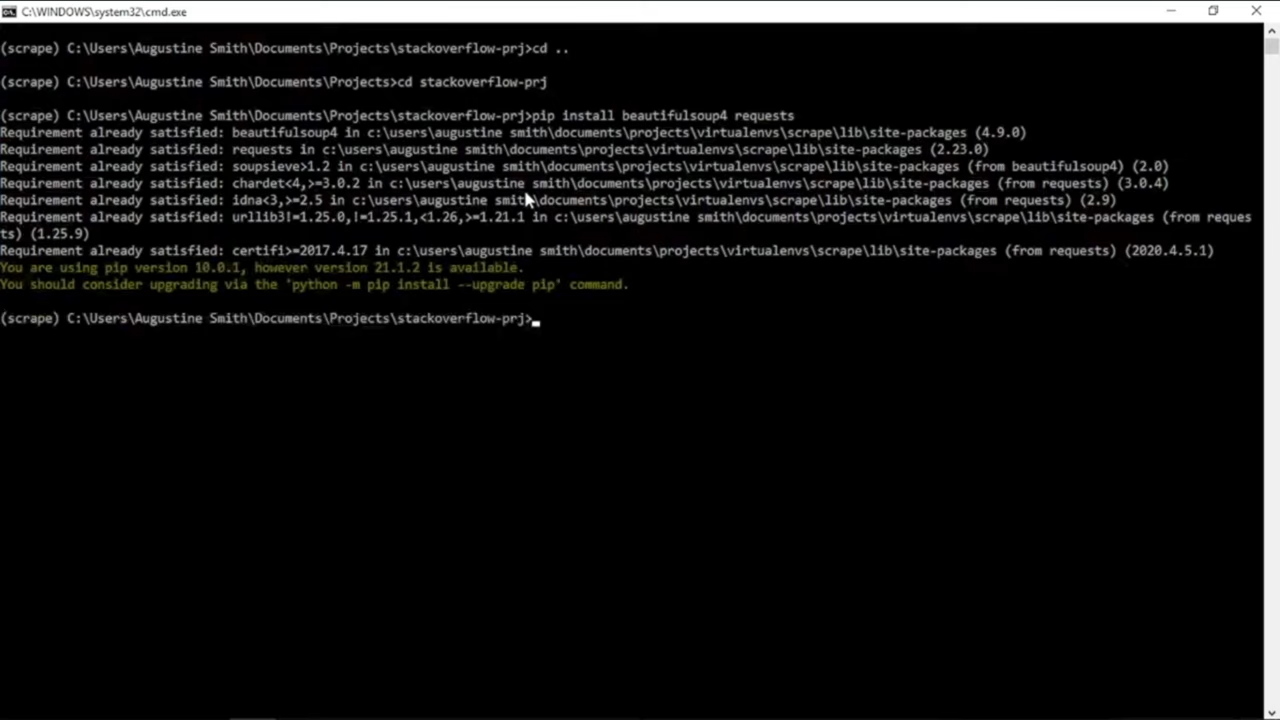 C:\WINDOWS\system32\cmd.exe
(scrape) C:\Users\Augustine Smith\Documents\Projects\stackoverflow-prj>cd ..
(scrape) C:\Users\Augustine Smith\Documents\Projects>cd stackoverflow-prj
(scrape) C:\Users\Augustine Smith\Documents\Projects\stackoverflow-prj>pip install beautifulsoup4 requests
Requirement already satisfied: beautifulsoup4 in c:\users\augustine smith\documents\projects\virtualenvs\scrape\lib\site-packages (4.9.0)
Requirement already satisfied: requests in c:\users\augustine smith\documents\projects\virtualenvs\scrape\lib\site-packages (2.23.0)
Requirement already satisfied: soupsieve>1.2 in c:\users\augustine smith\documents\projects\virtualenvs\scrape\lib\site-packages (from beautifulsoup4) (2.0)
Requirement already satisfied: chardet<4,>=3.0.2 in c:\users\augustine smith\documents\projects\virtualenvs\scrape\lib\site-packages (from requests) (3.0.4)
Requirement already satisfied: idna<3,>=2.5 in c:\users\augustine smith\documents\projects\virtualenvs\scrape\lib\site-packages (from requests) (2.9)
Requirement already satisfied: urllib3!=1.25.0,!=1.25.1,<1.26,>=1.21.1 in c:\users\augustine smith\documents\projects\virtualenvs\scrape\lib\site-packages (from reques
ts) (1.25.9)
Requirement already satisfied: certifi>=2017.4.17 in c:\users\augustine smith\documents\projects\virtualenvs\scrape\lib\site-packages (from requests) (2020.4.5.1)
You are using pip version 10.0.1, however version 21.1.2 is available.
You should consider upgrading via the 'python -m pip install --upgrade pip' command.
(scrape) C:\Users\Augustine Smith\Documents\Projects\stackoverflow-prj>